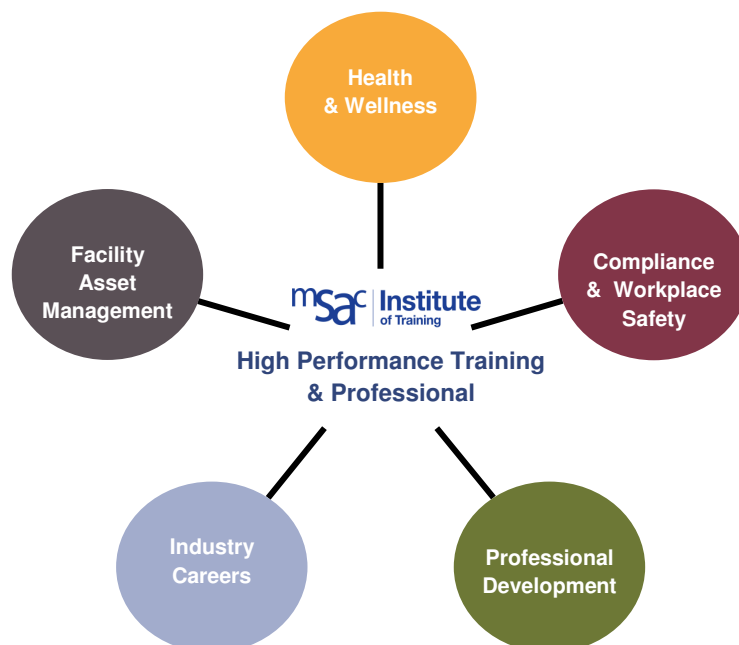 Health
& Wellness
Facility
Asset
Management
Compliance
& Workplace
Safety
msac Institute
of Training
High Performance Training
& Professional
Industry
Careers
Professional
Development